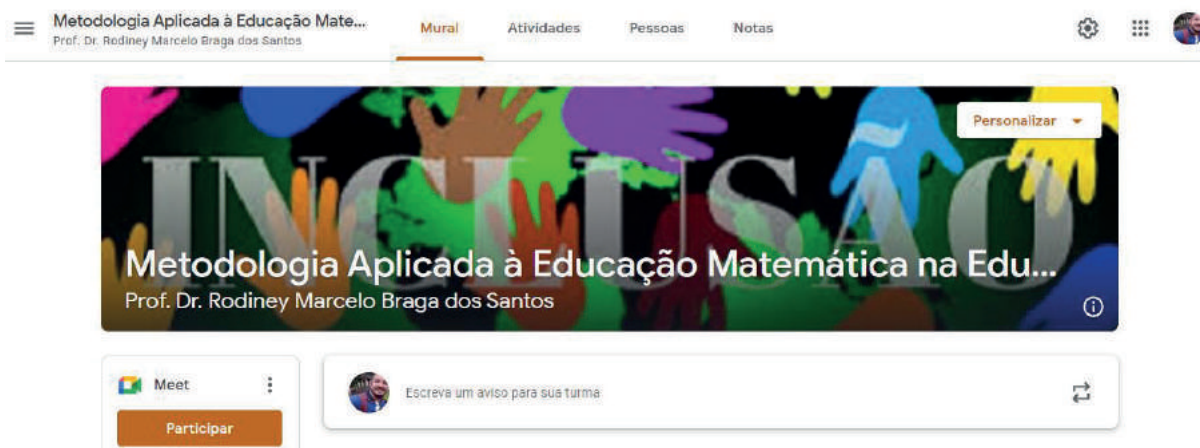 Metodologia Aplicada à Educação Mate...
Prof. Dr. Rodiney Marcelo Braga dos Santos
Mural Atividades Pessoas Notas
Personalizar
INCLUSÃO
Metodologia Aplicada à Educação Matemática na Edu...
Prof. Dr. Rodiney Marcelo Braga dos Santos
Meet
Escreva um aviso para sua turma
Participar